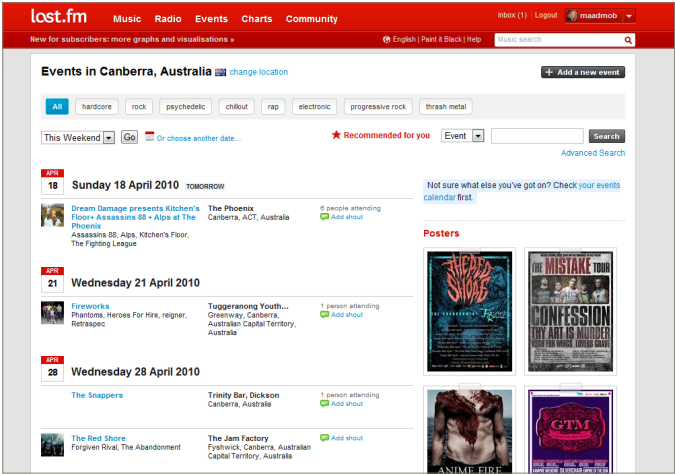 last.fm Music Radio Events Charts Community Inbox (1) | Logout maadmob
New for subscribers: more graphs and visualisations » English | Paint it Black | Help Music search
Events in Canberra, Australia change location
Add a new event
All hardcore rock psychedelic chillout rap electronic progressive rock thrash metal
This Weekend Go Or choose another date... Recommended for you Event Search
Advanced Search
APR
18 Sunday 18 April 2010 TOMORROW
Dream Damage presents Kitchen's
Floor+ Assassins 88 + Alps at The
Phoenix
Assassins 88, Alps, Kitchen's Floor,
The Fighting League
The Phoenix
Canberra, ACT, Australia
6 people attending
Add shout
APR
21 Wednesday 21 April 2010
Fireworks
Phantoms, Heroes For Hire, reigner,
Retraspec
Tuggeranong Youth...
Greenway, Canberra,
Australian Capital Territory,
Australia
1 person attending
Add shout
APR
28 Wednesday 28 April 2010
The Snappers
Trinity Bar, Dickson
Canberra, Australia
1 person attending
Add shout
The Red Shore
Forgiven Rival, The Abandonment
The Jam Factory
Fyshwick, Canberra, Australian
Capital Territory, Australia
Add shout
Not sure what else you've got on? Check your events
calendar first.
Posters
THE RED
SHORE
THE MISTAKE TOUR
CONFESSION
THY ART IS MURDER
ANIME FIRE
GTM